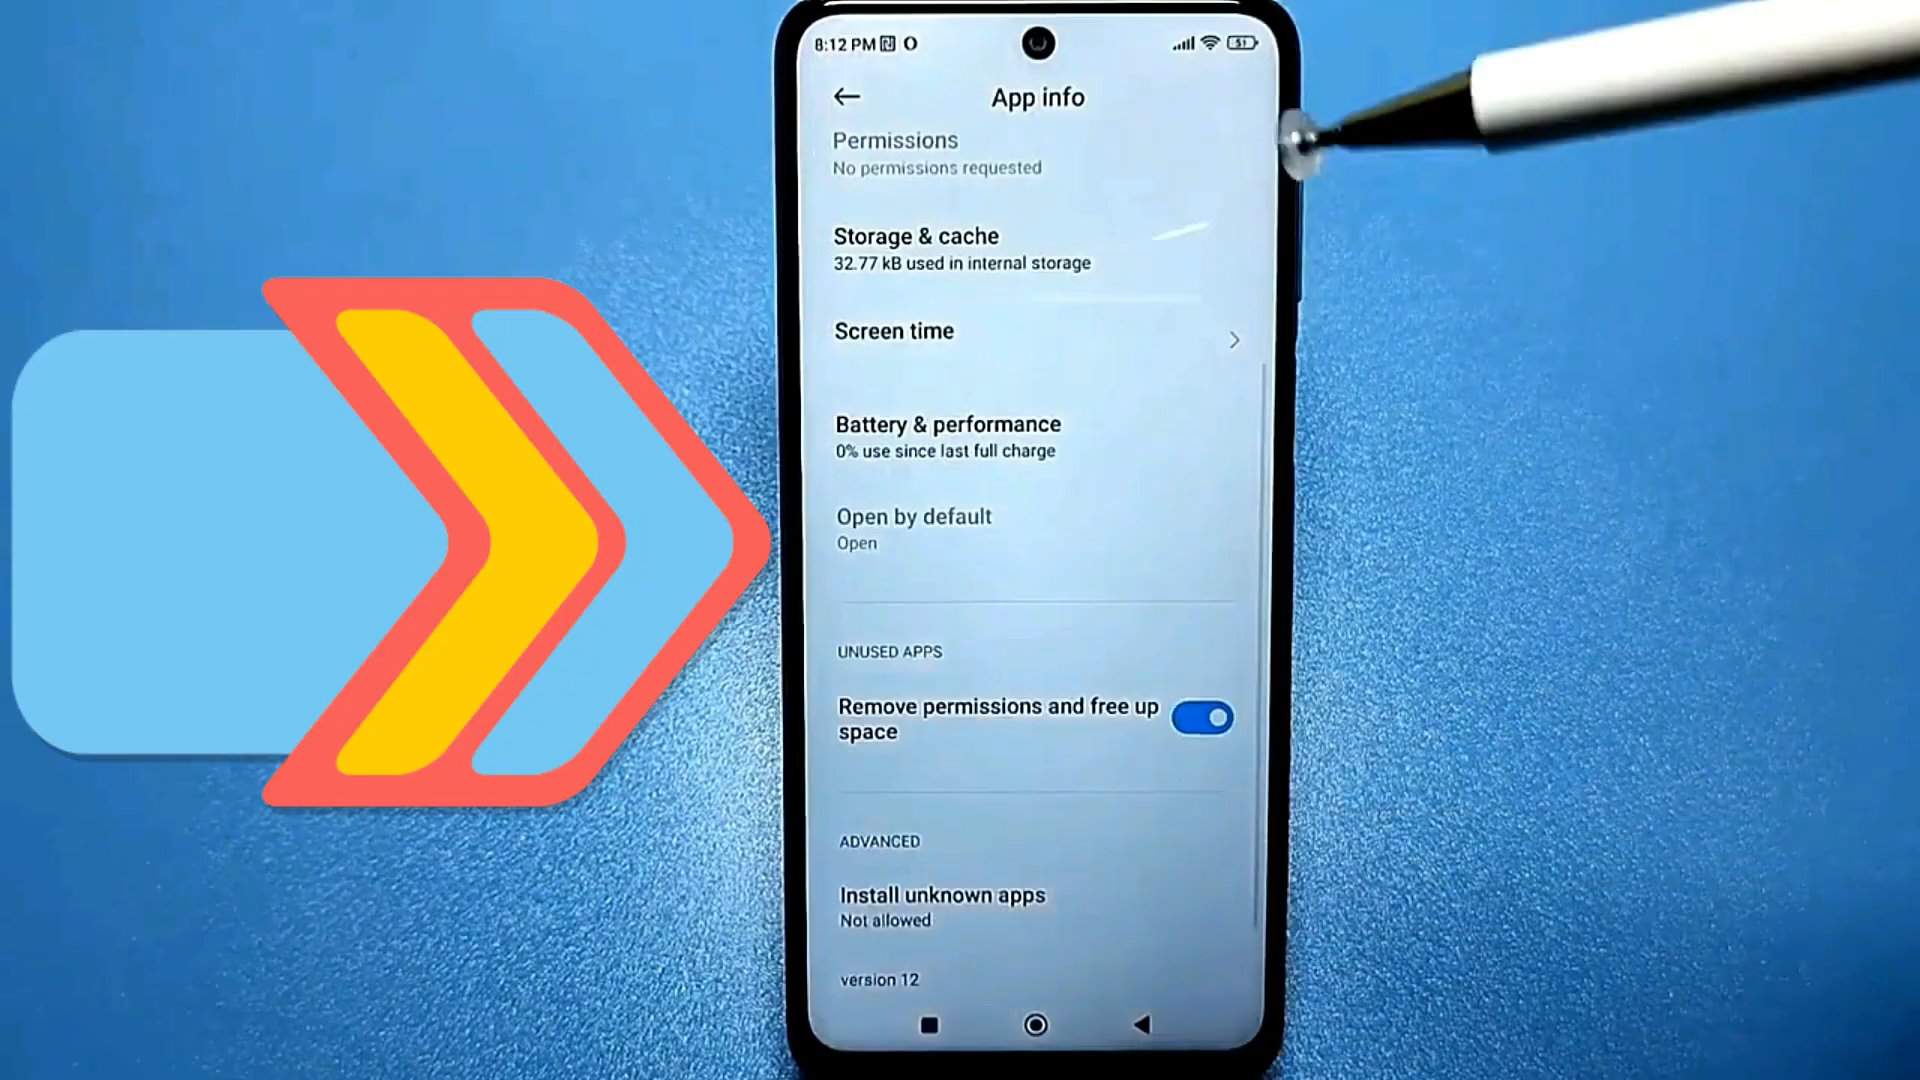 8:12 PM
51
App info
Permissions
No permissions requested
Storage & cache
32.77 kB used in internal storage
Screen time
Battery & performance
0% use since last full charge
Open by default
Open
UNUSED APPS
Remove permissions and free up
space
ADVANCED
Install unknown apps
Not allowed
version 12